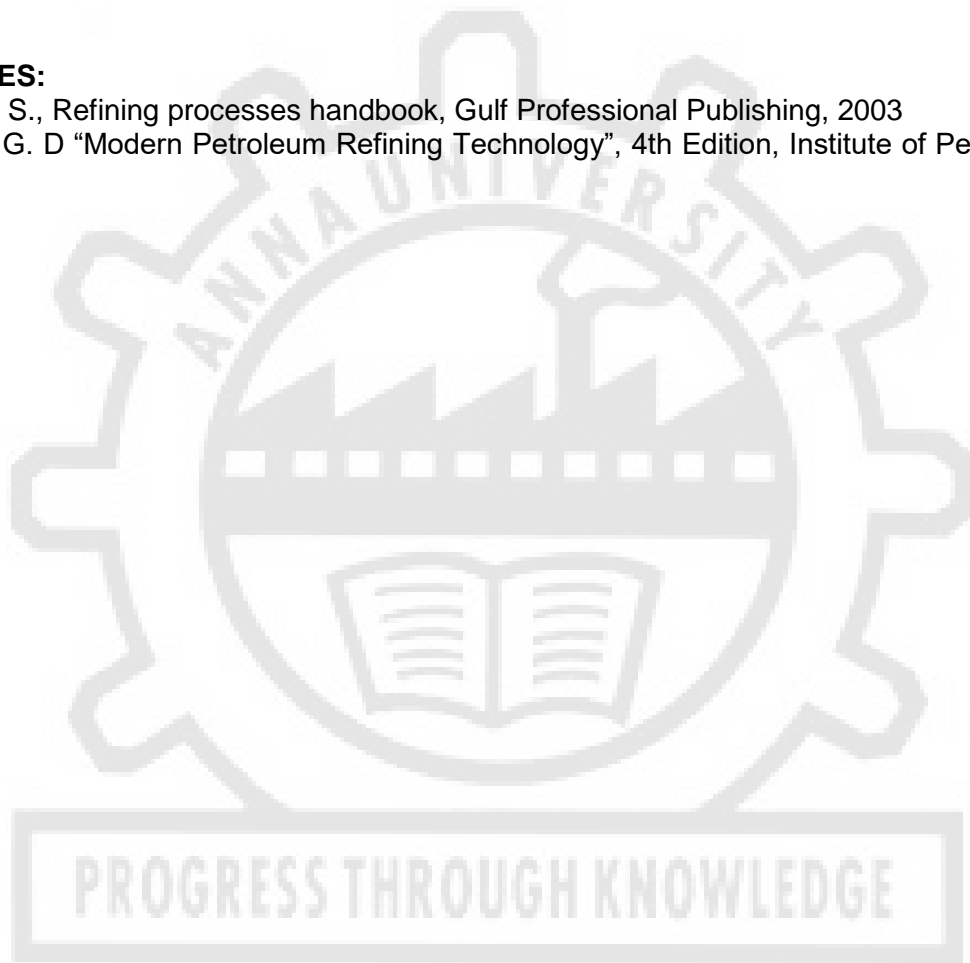 ES:
S., Refining processes handbook, Gulf Professional Publishing, 2003
G. D “Modern Petroleum Refining Technology”, 4th Edition, Institute of Pe
ANNA UNIVERSITY
PROGRESS THROUGH KNOWLEDGE